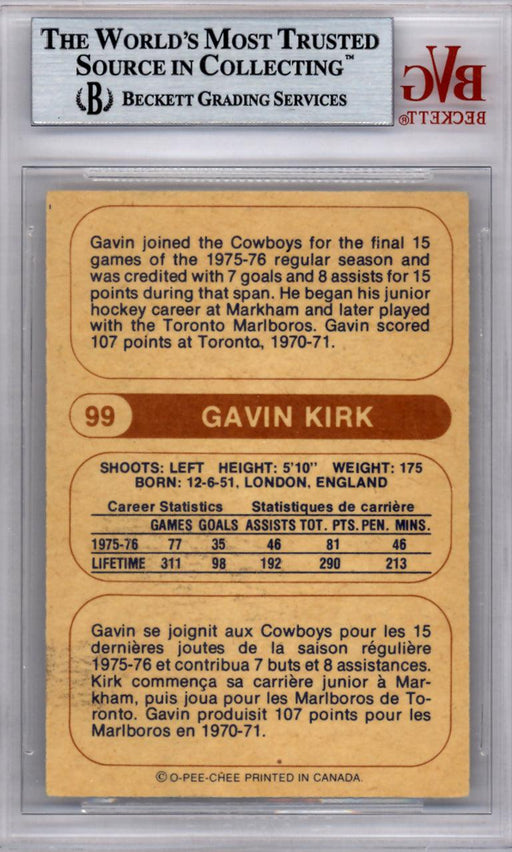 THE WORLD'S MOST TRUSTED
SOURCE IN COLLECTING™
B BECKETT GRADING SERVICES
BVG
BECKETT®
Gavin joined the Cowboys for the final 15
games of the 1975-76 regular season and
was credited with 7 goals and 8 assists for 15
points during that span. He began his junior
hockey career at Markham and later played
with the Toronto Marlboros. Gavin scored
107 points at Toronto, 1970-71.
99 GAVIN KIRK
SHOOTS: LEFT HEIGHT: 5'10" WEIGHT: 175
BORN: 12-6-51, LONDON, ENGLAND
Career Statistics Statistiques de carrière
GAMES GOALS ASSISTS TOT. PTS. PEN. MINS.
1975-76 77 35 46 81 46
LIFETIME 311 98 192 290 213
Gavin se joignit aux Cowboys pour les 15
dernières joutes de la saison régulière
1975-76 et contribua 7 buts et 8 assistances.
Kirk commença sa carrière junior à Mar-
kham, puis joua pour les Marlboros de To-
ronto. Gavin produisit 107 points pour les
Marlboros en 1970-71.
© O-PEE-CHEE PRINTED IN CANADA.